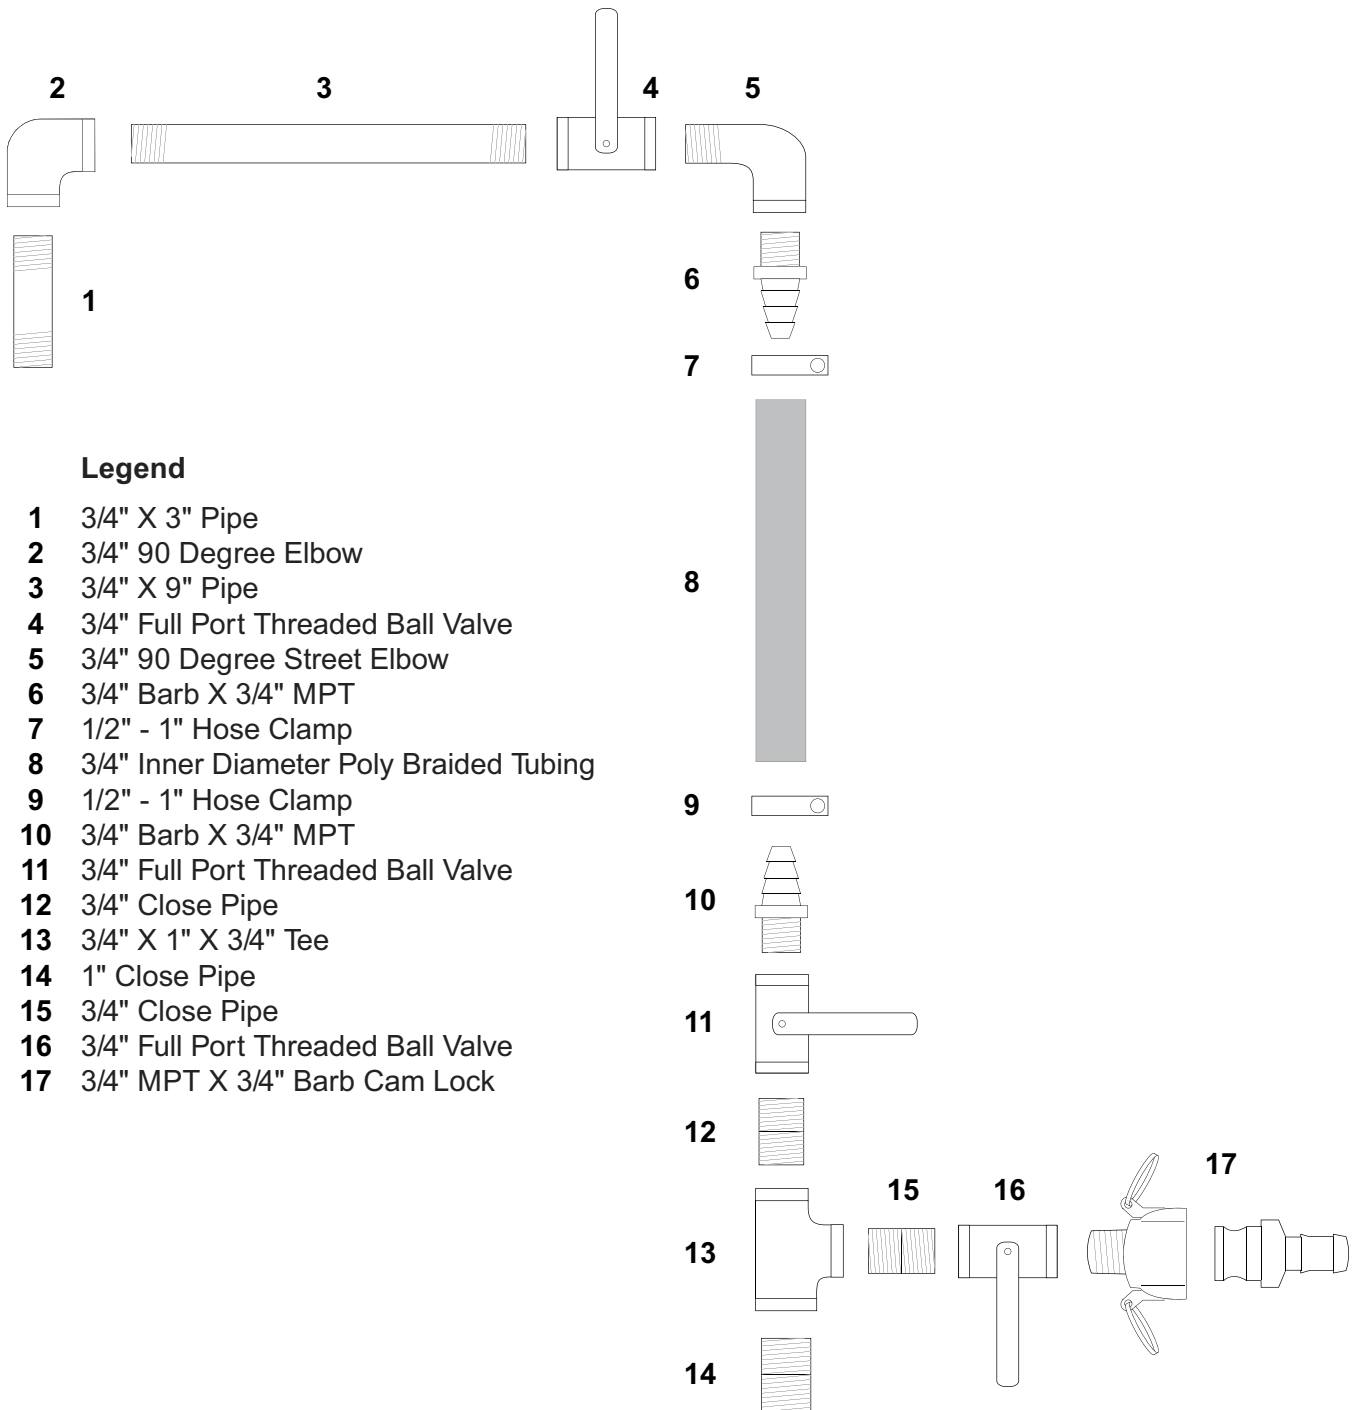 2
3
4
5
6
1
7
Legend
1 3/4" X 3" Pipe
2 3/4" 90 Degree Elbow
3 3/4" X 9" Pipe
4 3/4" Full Port Threaded Ball Valve
5 3/4" 90 Degree Street Elbow
6 3/4" Barb X 3/4" MPT
7 1/2" - 1" Hose Clamp
8 3/4" Inner Diameter Poly Braided Tubing
9 1/2" - 1" Hose Clamp
10 3/4" Barb X 3/4" MPT
11 3/4" Full Port Threaded Ball Valve
12 3/4" Close Pipe
13 3/4" X 1" X 3/4" Tee
14 1" Close Pipe
15 3/4" Close Pipe
16 3/4" Full Port Threaded Ball Valve
17 3/4" MPT X 3/4" Barb Cam Lock
8
9
10
11
12
13
15
16
17
14